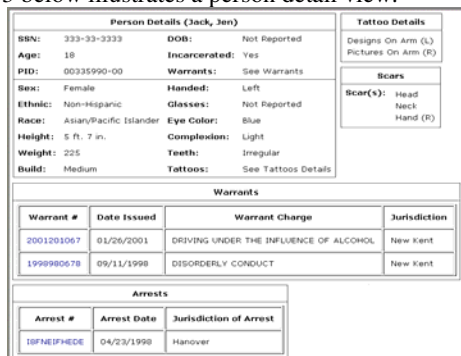 3 below illustrates a person detail view.
Person Details (Jack, Jen)
SSN: 333-33-3333 DOB: Not Reported
Age: 18 Incarcerated: Yes
PID: 00335990-00 Warrants: See Warrants
Sex: Female Handed: Left
Ethnic: Non-Hispanic Glasses: Not Reported
Race: Asian/Pacific Islander Eye Color: Blue
Height: 5 ft. 7 in. Complexion: Light
Weight: 225 Teeth: Irregular
Build: Medium Tattoos: See Tattoos Details
Tattoo Details
Designs On Arm (L)
Pictures On Arm (R)
Scars
Scar(s): Head
Neck
Hand (R)
Warrants
Warrant # Date Issued Warrant Charge Jurisdiction
2001201067 01/26/2001 DRIVING UNDER THE INFLUENCE OF ALCOHOL New Kent
1998980678 09/11/1998 DISORDERLY CONDUCT New Kent
Arrests
Arrest # Arrest Date Jurisdiction of Arrest
I8FNEIFHEDE 04/23/1998 Hanover